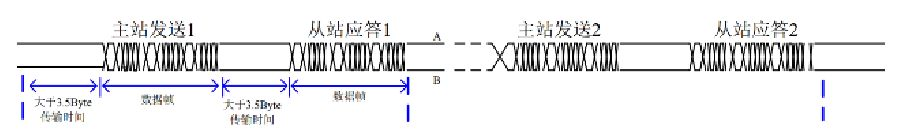 主站发送1
从站应答1
A
主站发送2
从站应答2
B
大于3.5Byte
传输时间
数据帧
大于3.5Byte
传输时间
数据帧